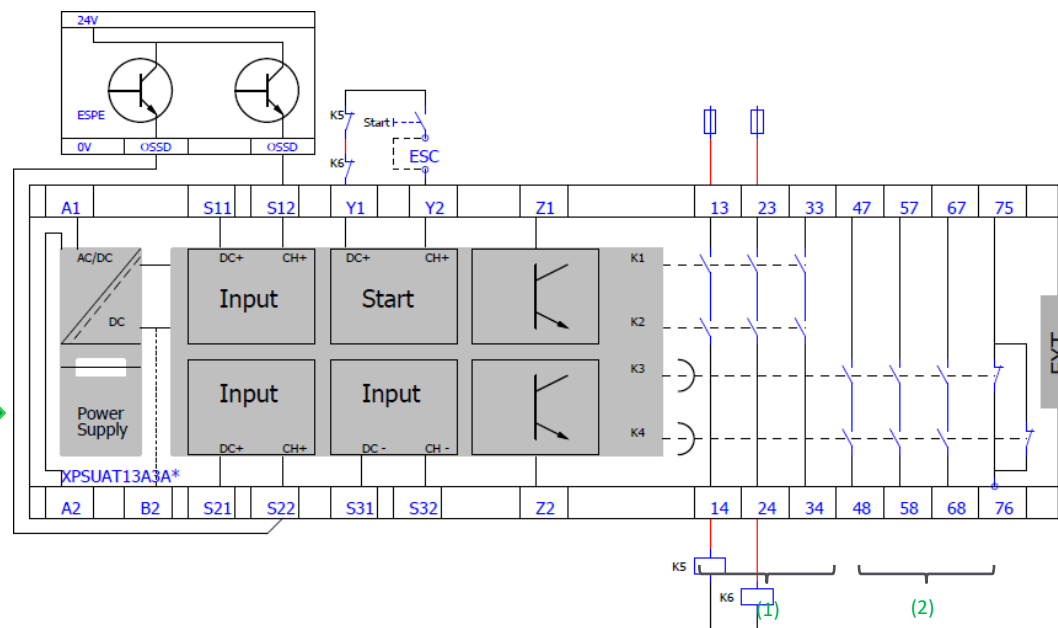 24V
ESPE
0V OSSD OSSD
K5
Start
K6
ESC
A1 S11 S12 Y1 Y2 Z1 13 23 33 47 57 67 75
AC/DC DC+ CH+ DC+ CH+ K1
Input Start
DC K2
EXT
K3
Input Input
Power
Supply
K4
DC+ CH+ DC - CH -
XPSUAT13A3A*
A2 B2 S21 S22 S31 S32 Z2 14 24 34 48 58 68 76
K5
K6
(1) (2)